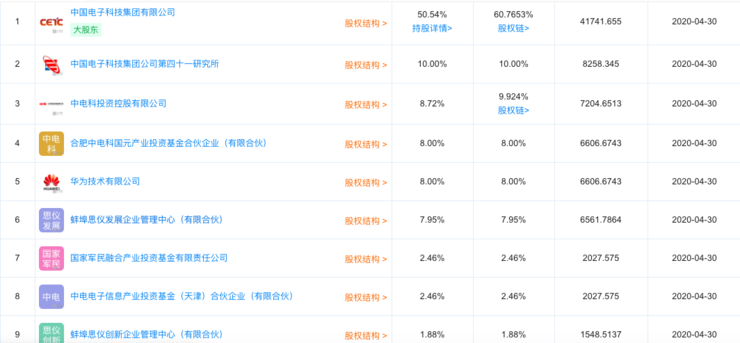 1 CETC 中国电子科技集团有限公司 股权结构 > 50.54% 60.7653% 41741.655 2020-04-30
大股东 持股详情> 股权链>
2 中国电子科技集团公司第四十一研究所 股权结构 > 10.00% 10.00% 8258.345 2020-04-30
3 中电科投资控股有限公司 股权结构 > 8.72% 9.924% 7204.6513 2020-04-30
股权链>
4 中电科 合肥中电科国元产业投资基金合伙企业（有限合伙） 股权结构 > 8.00% 8.00% 6606.6743 2020-04-30
5 HUAWEI 华为技术有限公司 股权结构 > 8.00% 8.00% 6606.6743 2020-04-30
6 思仪发展 蚌埠思仪发展企业管理中心（有限合伙） 股权结构 > 7.95% 7.95% 6561.7864 2020-04-30
7 国家军民 国家军民融合产业投资基金有限责任公司 股权结构 > 2.46% 2.46% 2027.575 2020-04-30
8 中电 中电电子信息产业投资基金（天津）合伙企业（有限合伙） 股权结构 > 2.46% 2.46% 2027.575 2020-04-30
9 思仪创新 蚌埠思仪创新企业管理中心（有限合伙） 股权结构 > 1.88% 1.88% 1548.5137 2020-04-30